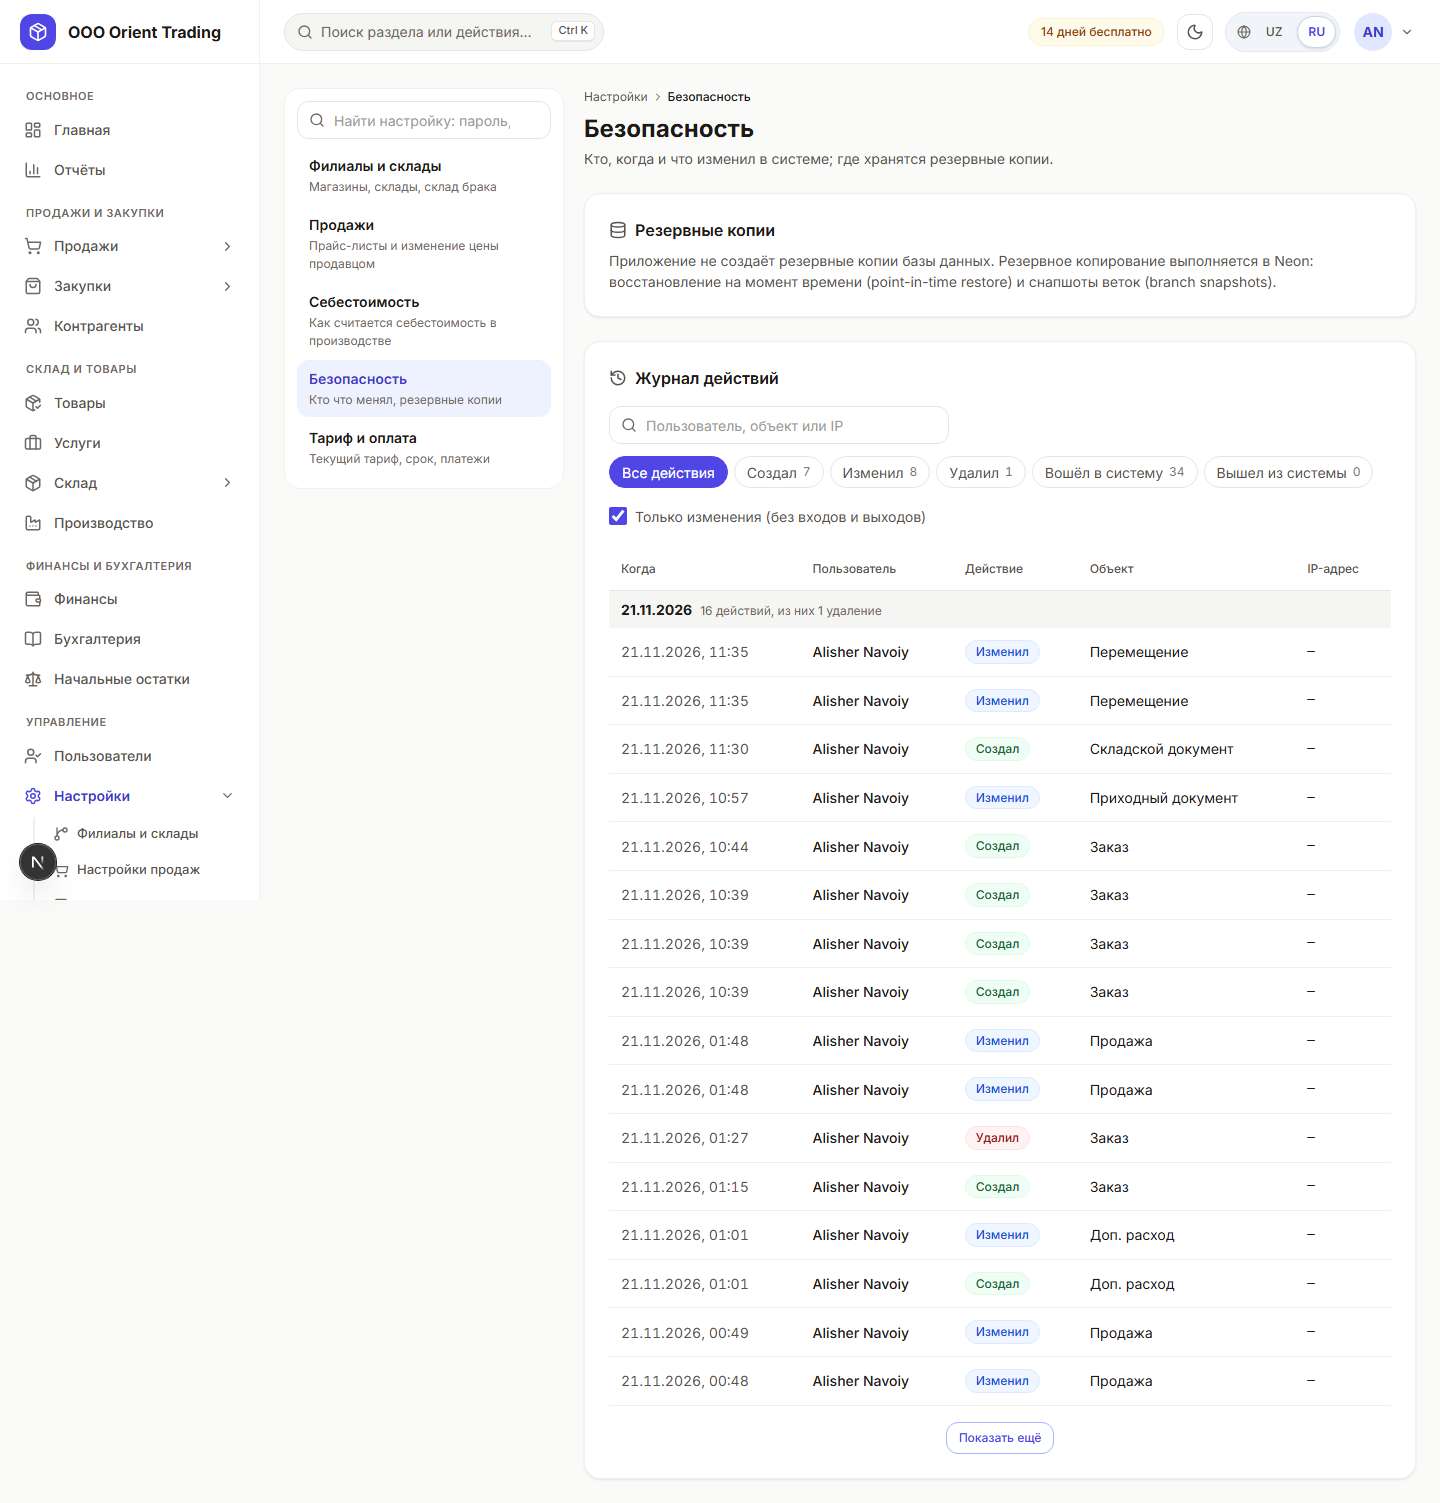 OOO Orient Trading
Поиск раздела или действия...
Ctrl K
14 дней бесплатно
UZ
RU
AN
ОСНОВНОЕ
Главная
Отчёты
ПРОДАЖИ И ЗАКУПКИ
Продажи
Закупки
Контрагенты
СКЛАД И ТОВАРЫ
Товары
Услуги
Склад
Производство
ФИНАНСЫ И БУХГАЛТЕРИЯ
Финансы
Бухгалтерия
Начальные остатки
УПРАВЛЕНИЕ
Пользователи
Настройки
Филиалы и склады
Настройки продаж
N
Найти настройку: пароль,
Филиалы и склады
Магазины, склады, склад брака
Продажи
Прайс-листы и изменение цены
продавцом
Себестоимость
Как считается себестоимость в
производстве
Безопасность
Кто что менял, резервные копии
Тариф и оплата
Текущий тариф, срок, платежи
Настройки > Безопасность
Безопасность
Кто, когда и что изменил в системе; где хранятся резервные копии.
Резервные копии
Приложение не создаёт резервные копии базы данных. Резервное копирование выполняется в Neon:
восстановление на момент времени (point-in-time restore) и снапшоты веток (branch snapshots).
Журнал действий
Пользователь, объект или IP
Все действия
Создал 7
Изменил 8
Удалил 1
Вошёл в систему 34
Вышел из системы 0
Только изменения (без входов и выходов)
Когда Пользователь Действие Объект IP-адрес
21.11.2026 16 действий, из них 1 удаление
21.11.2026, 11:35 Alisher Navoiy Изменил Перемещение –
21.11.2026, 11:35 Alisher Navoiy Изменил Перемещение –
21.11.2026, 11:30 Alisher Navoiy Создал Складской документ –
21.11.2026, 10:57 Alisher Navoiy Изменил Приходный документ –
21.11.2026, 10:44 Alisher Navoiy Создал Заказ –
21.11.2026, 10:39 Alisher Navoiy Создал Заказ –
21.11.2026, 10:39 Alisher Navoiy Создал Заказ –
21.11.2026, 10:39 Alisher Navoiy Создал Заказ –
21.11.2026, 01:48 Alisher Navoiy Изменил Продажа –
21.11.2026, 01:48 Alisher Navoiy Изменил Продажа –
21.11.2026, 01:27 Alisher Navoiy Удалил Заказ –
21.11.2026, 01:15 Alisher Navoiy Создал Заказ –
21.11.2026, 01:01 Alisher Navoiy Изменил Доп. расход –
21.11.2026, 01:01 Alisher Navoiy Создал Доп. расход –
21.11.2026, 00:49 Alisher Navoiy Изменил Продажа –
21.11.2026, 00:48 Alisher Navoiy Изменил Продажа –
Показать ещё